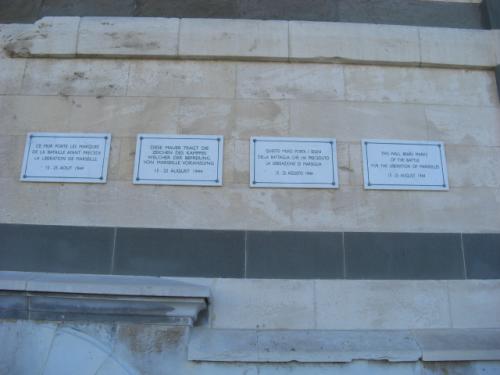 CE MUR PORTE LES MARQUES
DE LA BATAILLE AYANT PRECEDE
LA LIBERATION DE MARSEILLE
15 - 25 AOUT 1944
DIESE MAUER TRAGT DIE
ZEICHEN DES KAMPFES
WELCHER DER BEFREIUNG
VON MARSEILLE VORANGING
15 - 25 AUGUST 1944
QUESTO MURO PORTA I SEGNI
DELLA BATTAGLIA CHE HA PRECEDUTO
LA LIBERAZIONE DI MARSIGLIA
15 - 25 AGOSTO 1944
THIS WALL BEARS MARKS
OF THE BATTLE
FOR THE LIBERATION OF MARSEILLES
15 - 25 AUGUST 1944